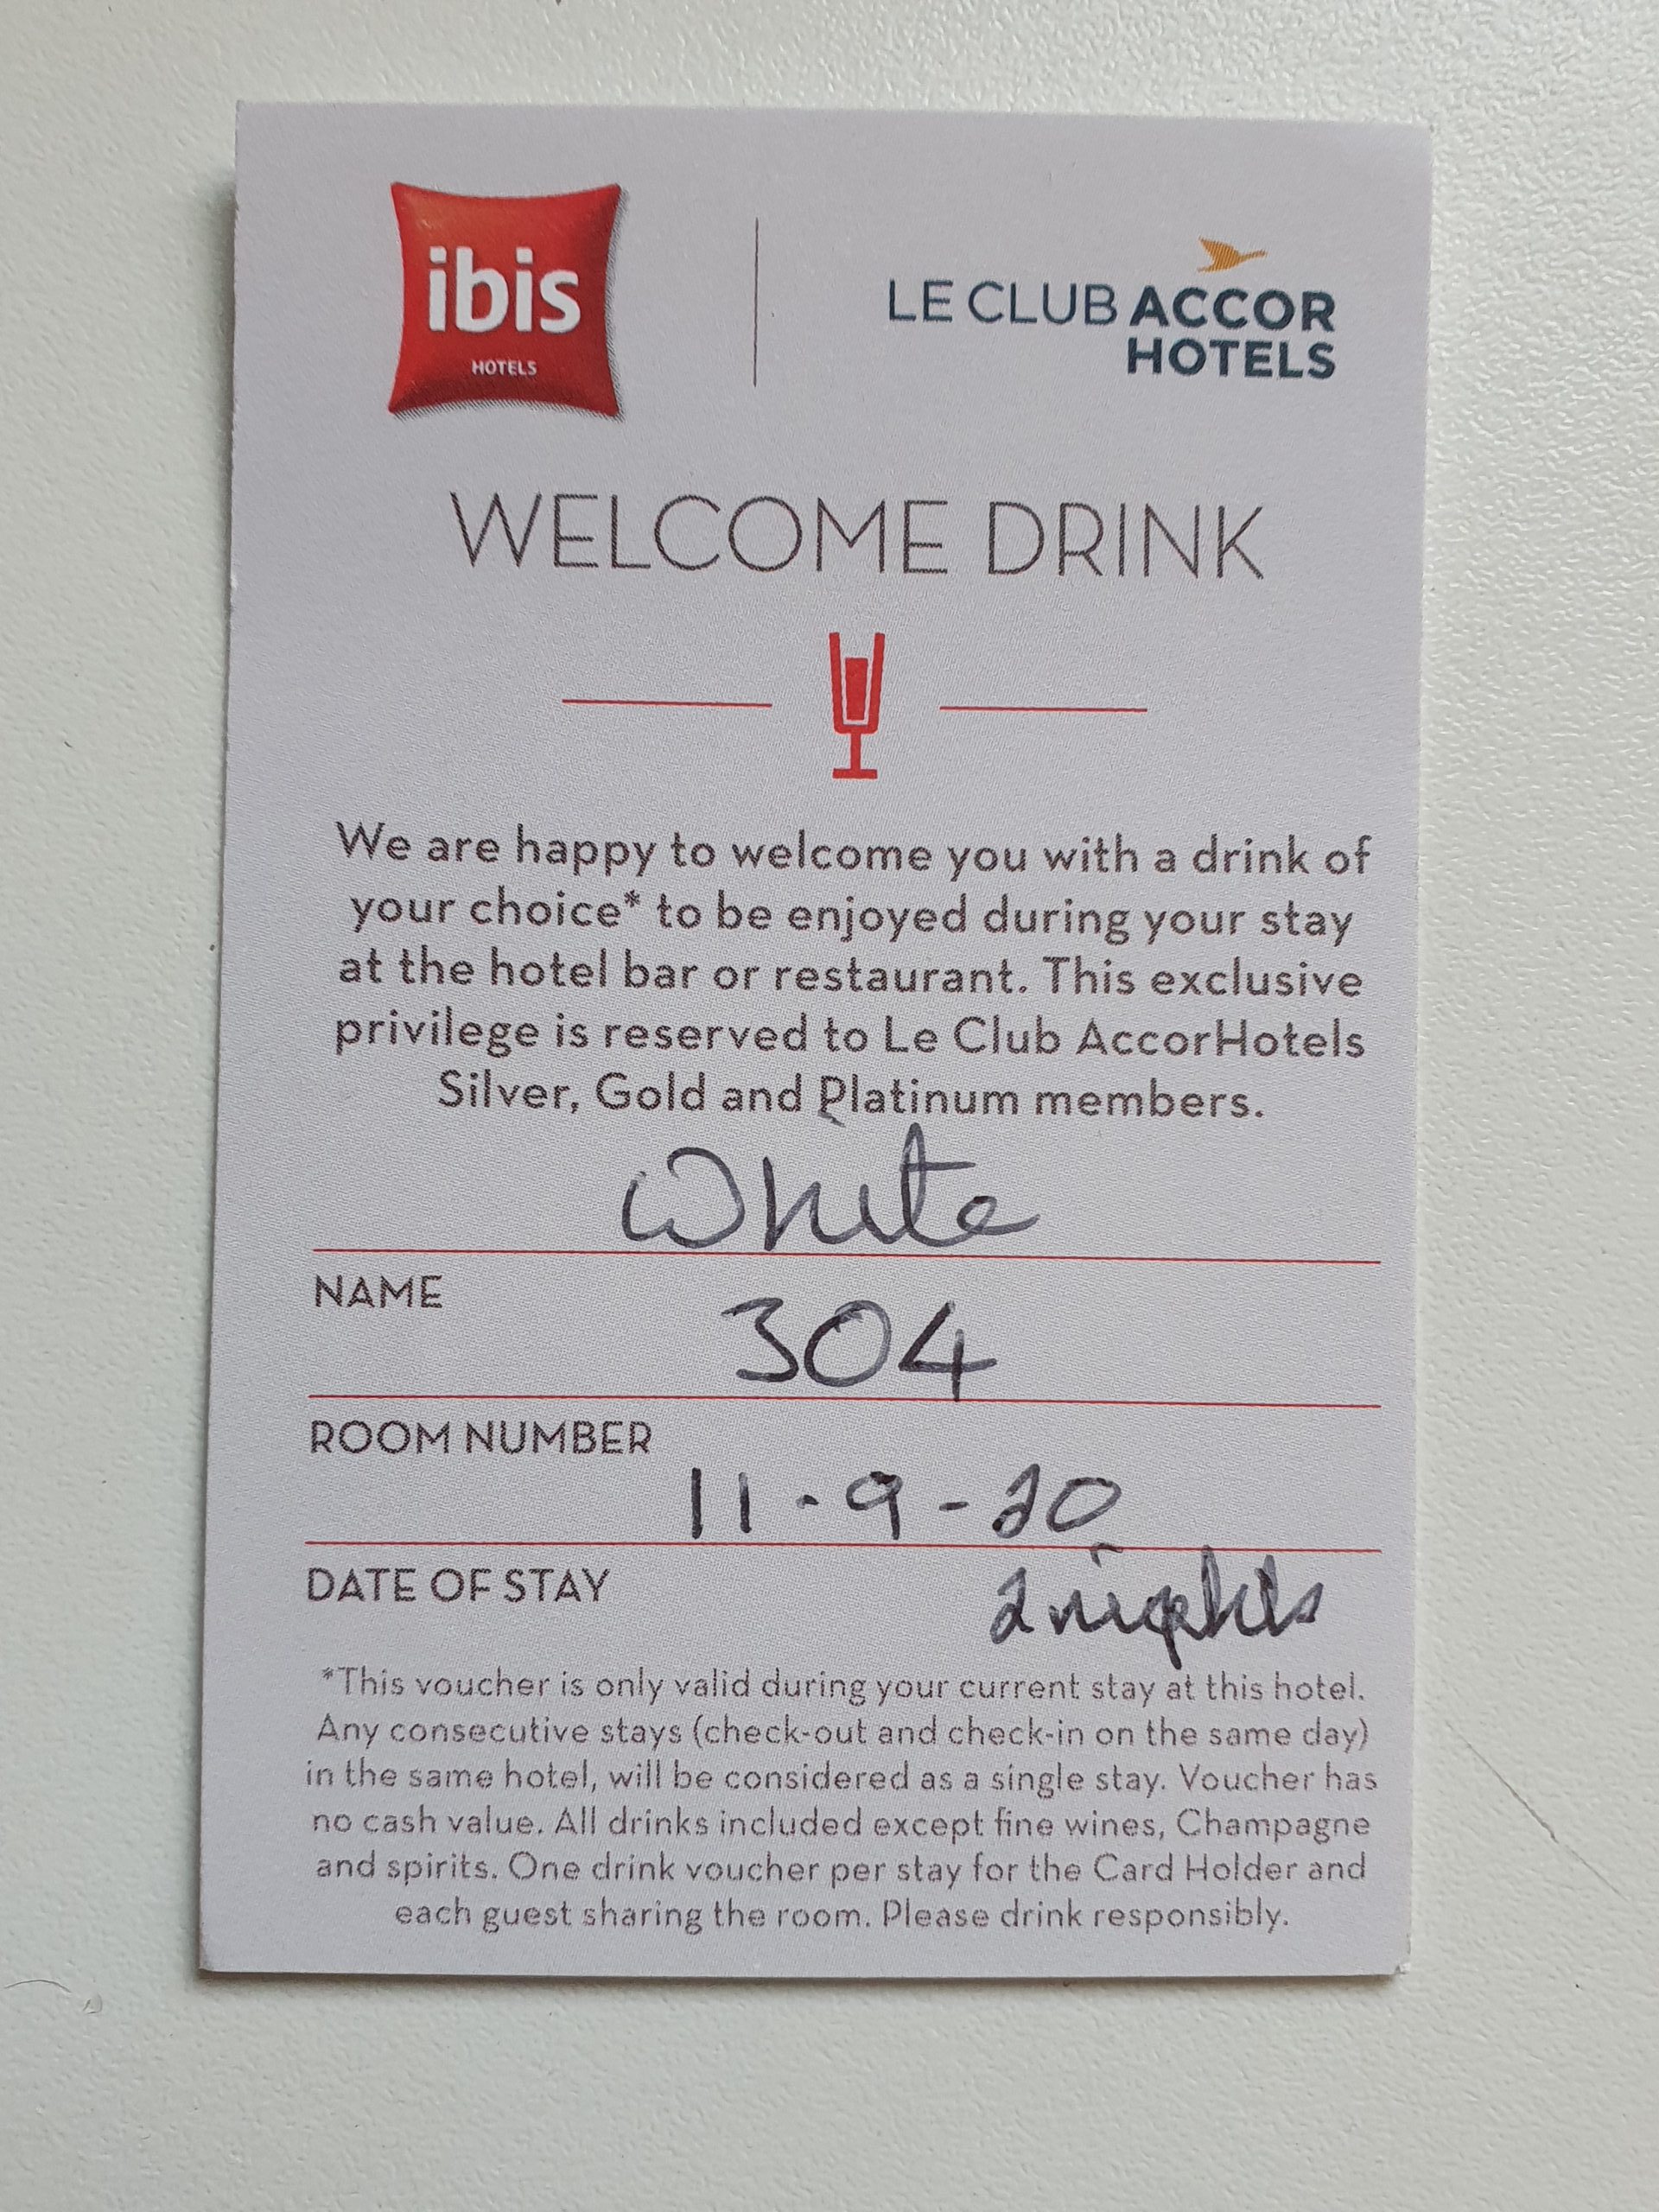 ibis
HOTELS
LE CLUB ACCOR
HOTELS
WELCOME DRINK
We are happy to welcome you with a drink of
your choice* to be enjoyed during your stay
at the hotel bar or restaurant. This exclusive
privilege is reserved to Le Club AccorHotels
Silver, Gold and Platinum members.
White
NAME
304
ROOM NUMBER
11-9-20
DATE OF STAY
2 nights
*This voucher is only valid during your current stay at this hotel.
Any consecutive stays (check-out and check-in on the same day)
in the same hotel, will be considered as a single stay. Voucher has
no cash value. All drinks included except fine wines, Champagne
and spirits. One drink voucher per stay for the Card Holder and
each guest sharing the room. Please drink responsibly.